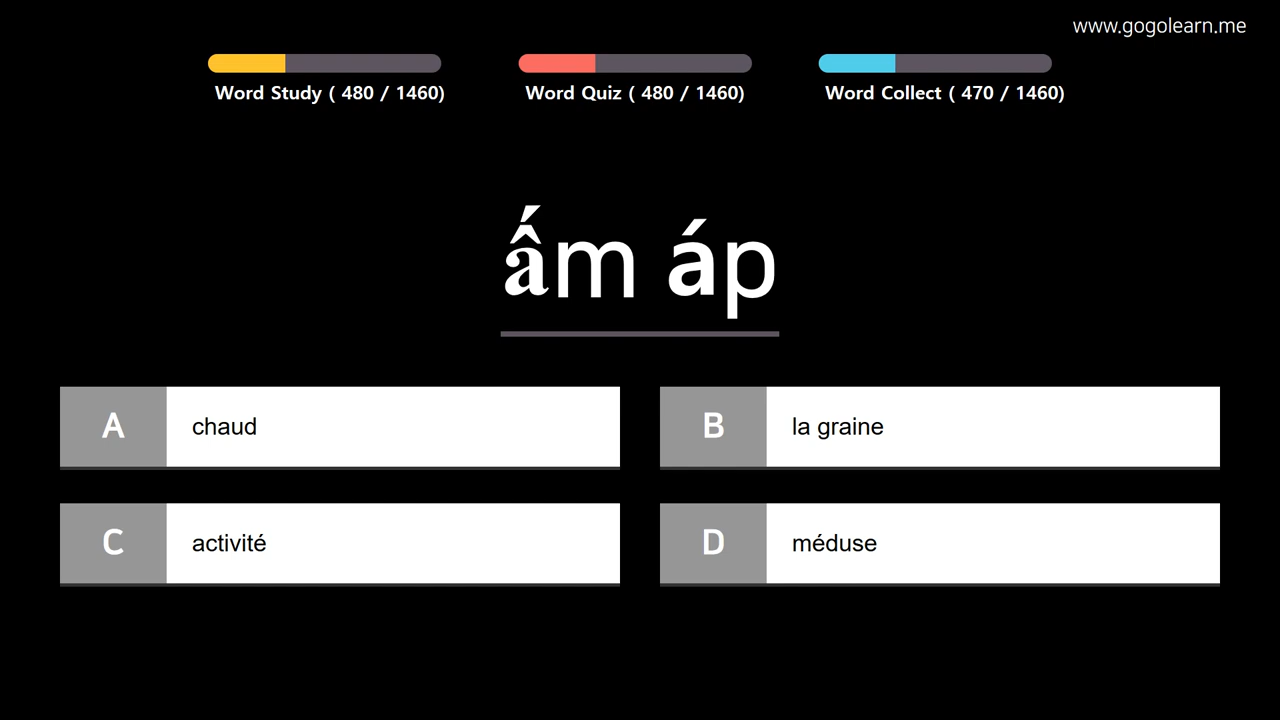 www.gogolearn.me
Word Study ( 480 / 1460)
Word Quiz ( 480 / 1460)
Word Collect ( 470 / 1460)
ấm áp
A chaud
B la graine
C activité
D méduse